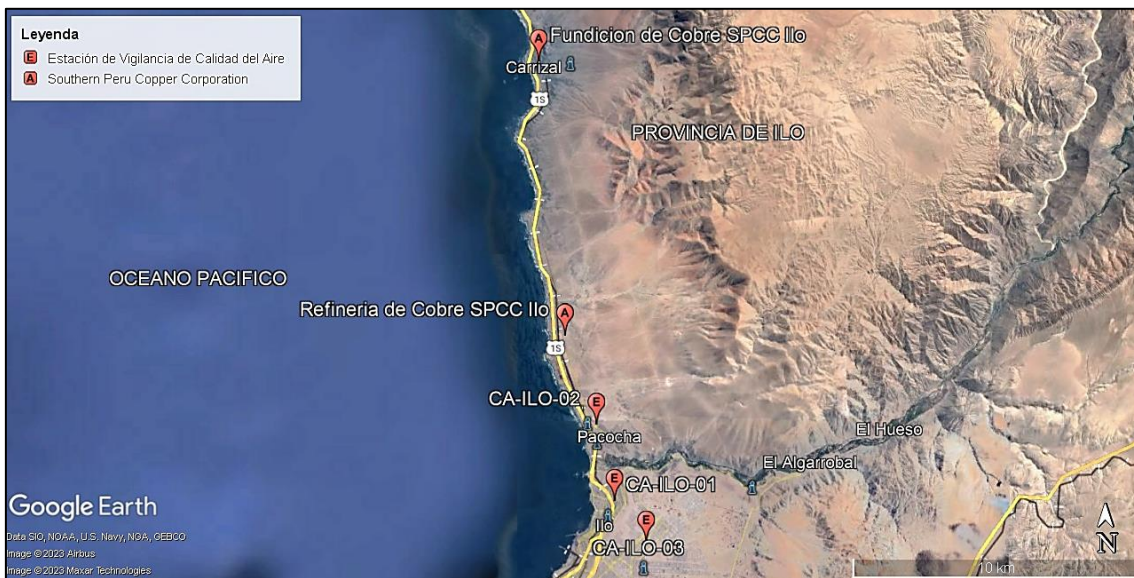 Leyenda
E Estación de Vigilancia de Calidad del Aire
A Southern Peru Copper Corporation
A Fundicion de Cobre SPCC Ilo
Carrizal
1S
PROVINCIA DE ILO
OCEANO PACIFICO
Refineria de Cobre SPCC Ilo A
1S
CA-ILO-02 E
Pacocha
El Hueso
El Algarrobal
E CA-ILO-01
Ilo
E
CA-ILO-03
Google Earth
Data SIO, NOAA, U.S. Navy, NGA, GEBCO
Image ©2023 Airbus
Image ©2023 Maxar Technologies
N
10 km